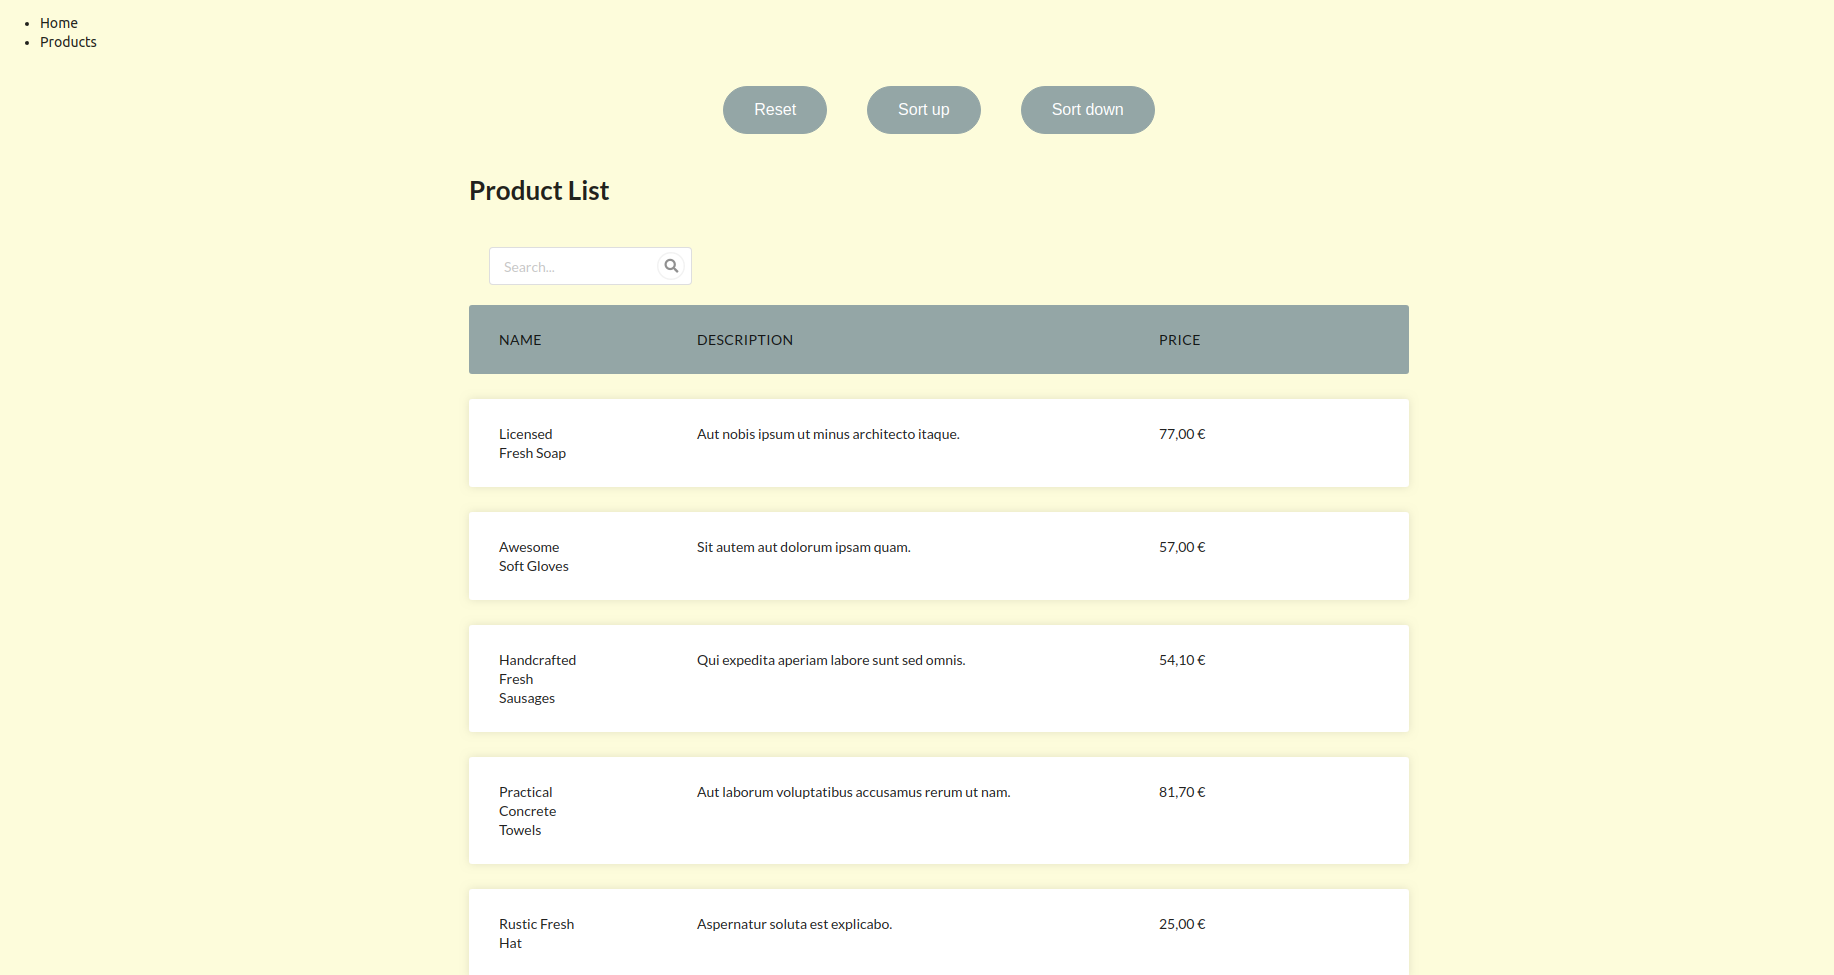 Home
Products
Reset Sort up Sort down
Product List
Search...
NAME DESCRIPTION PRICE
Licensed Aut nobis ipsum ut minus architecto itaque. 77,00 €
Fresh Soap
Awesome Sit autem aut dolorum ipsam quam. 57,00 €
Soft Gloves
Handcrafted Qui expedita aperiam labore sunt sed omnis. 54,10 €
Fresh
Sausages
Practical Aut laborum voluptatibus accusamus rerum ut nam. 81,70 €
Concrete
Towels
Rustic Fresh Aspernatur soluta est explicabo. 25,00 €
Hat